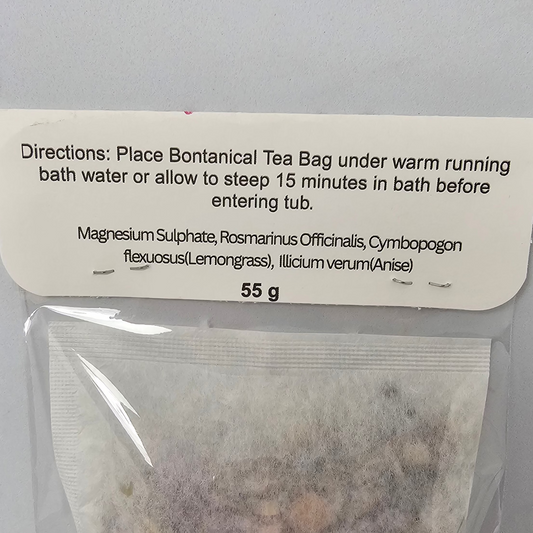 Directions: Place Bontanical Tea Bag under warm running
bath water or allow to steep 15 minutes in bath before
entering tub.
Magnesium Sulphate, Rosmarinus Officinalis, Cymbopogon
flexuosus(Lemongrass), Illicium verum(Anise)
55 g